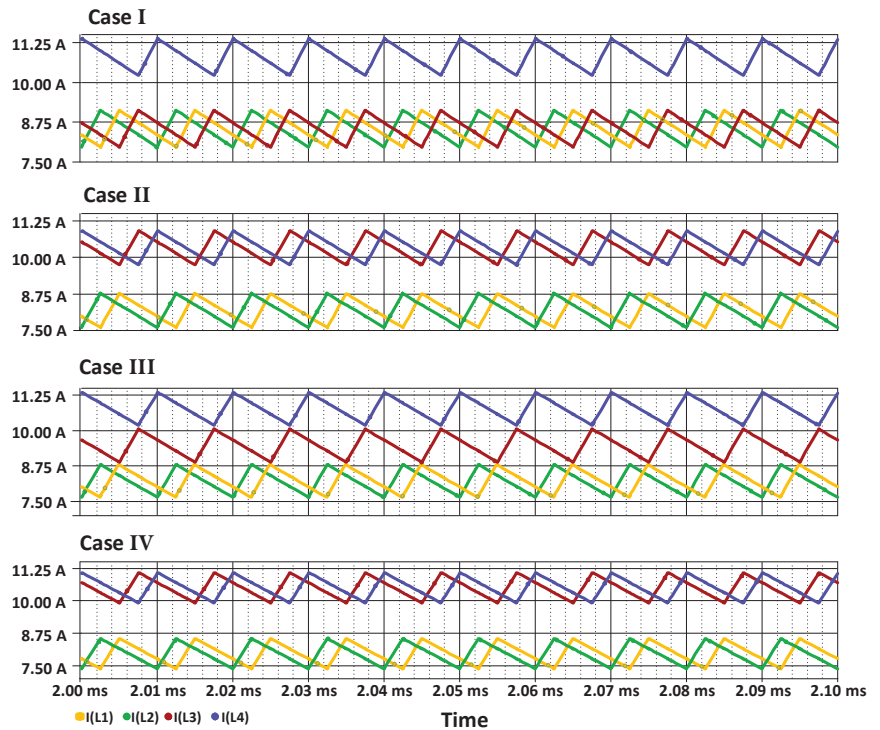 Case I
11.25 A
10.00 A
8.75 A
7.50 A
Case II
11.25 A
10.00 A
8.75 A
7.50 A
Case III
11.25 A
10.00 A
8.75 A
7.50 A
Case IV
11.25 A
10.00 A
8.75 A
7.50 A
2.00 ms 2.01 ms 2.02 ms 2.03 ms 2.04 ms 2.05 ms 2.06 ms 2.07 ms 2.08 ms 2.09 ms 2.10 ms
I(L1) I(L2) I(L3) I(L4)
Time